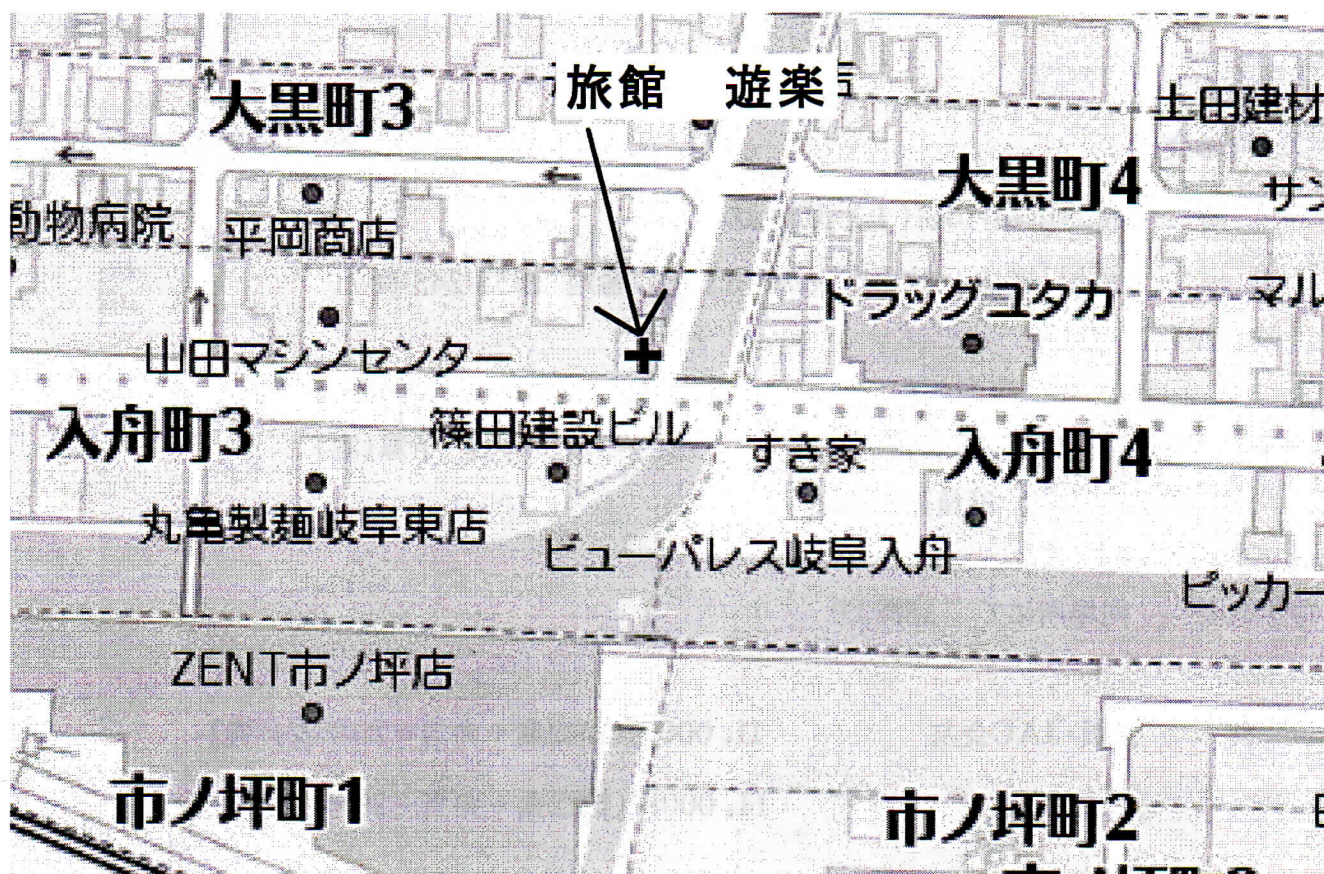 旅館　遊楽
大黒町3
土田建材
大黒町4
サン
動物病院
平岡商店
ドラッグユタカ
マル
山田マシンセンター
入舟町3
篠田建設ビル
すき家
入舟町4
丸亀製麺岐阜東店
ビューパレス岐阜入舟
ピッカー
ZENT市ノ坪店
市ノ坪町1
市ノ坪町2